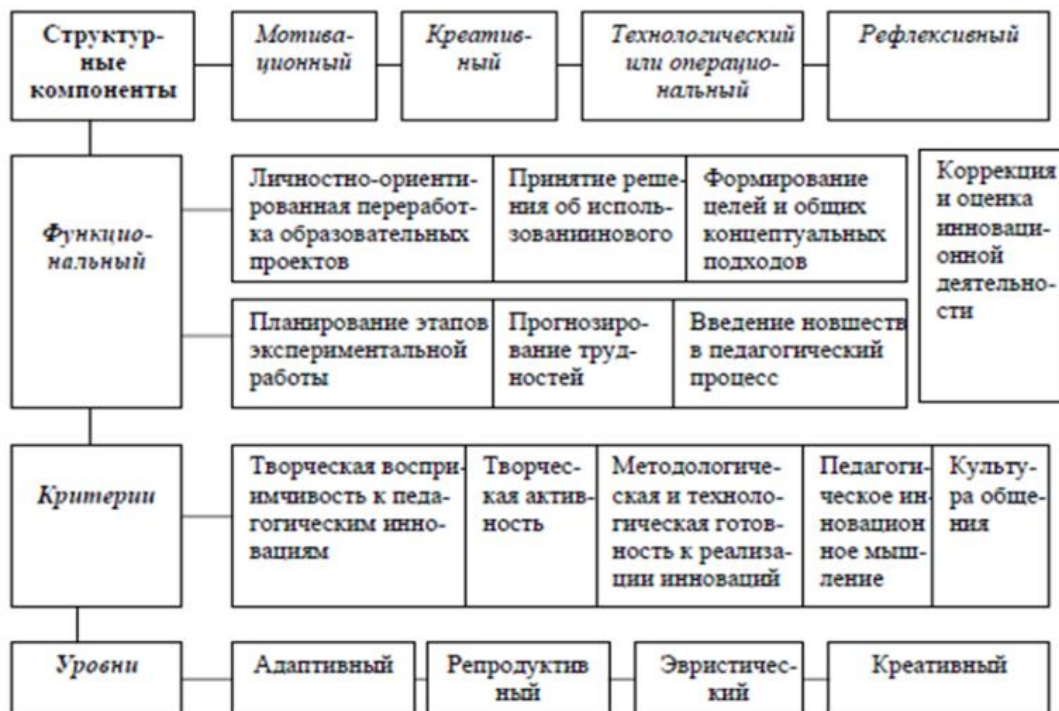 Структур-
ные
компоненты
Мотива-
ционный
Креатив-
ный
Технологический
или операцио-
нальный
Рефлексивный
Функцио-
нальный
Личностно-ориенти-
рованная переработ-
ка образовательных
проектов
Принятие реше-
ния об исполь-
зованиинового
Формирование
целей и общих
концептуальных
подходов
Коррекция
и оценка
инноваци-
онной
деятельно-
сти
Планирование этапов
экспериментальной
работы
Прогнозиро-
вание труд-
ностей
Введение новшеств
в педагогический
процесс
Критерии
Творческая воспри-
имчивость к педа-
гогическим инно-
вациям
Творчес-
кая актив-
ность
Методологиче-
ская и техноло-
гическая готов-
ность к реализа-
ции инноваций
Педагоги-
ческое ин-
новацион
ное мыш-
ление
Культу-
ра обще-
ния
Уровни
Адаптивный
Репродуктив
ный
Эвристичес-
кий
Креативный